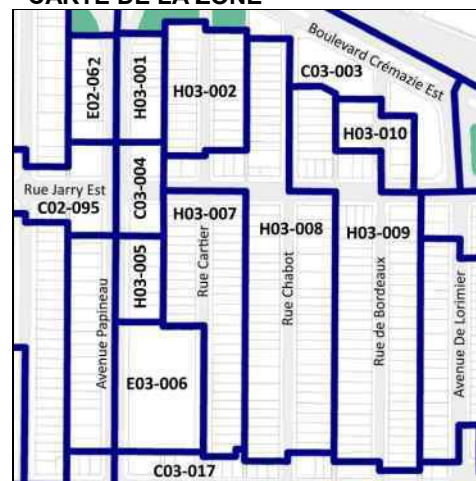 CARTE DE LA ZONE
Boulevard Crémazie Est
C03-003
E02-062
H03-001
H03-002
H03-010
Rue Jarry Est
C02-095
C03-004
H03-007
H03-008
H03-009
H03-005
Rue Cartier
Rue Chabot
Rue de Bordeaux
Avenue De Lorimier
Avenue Papineau
E03-006
C03-017